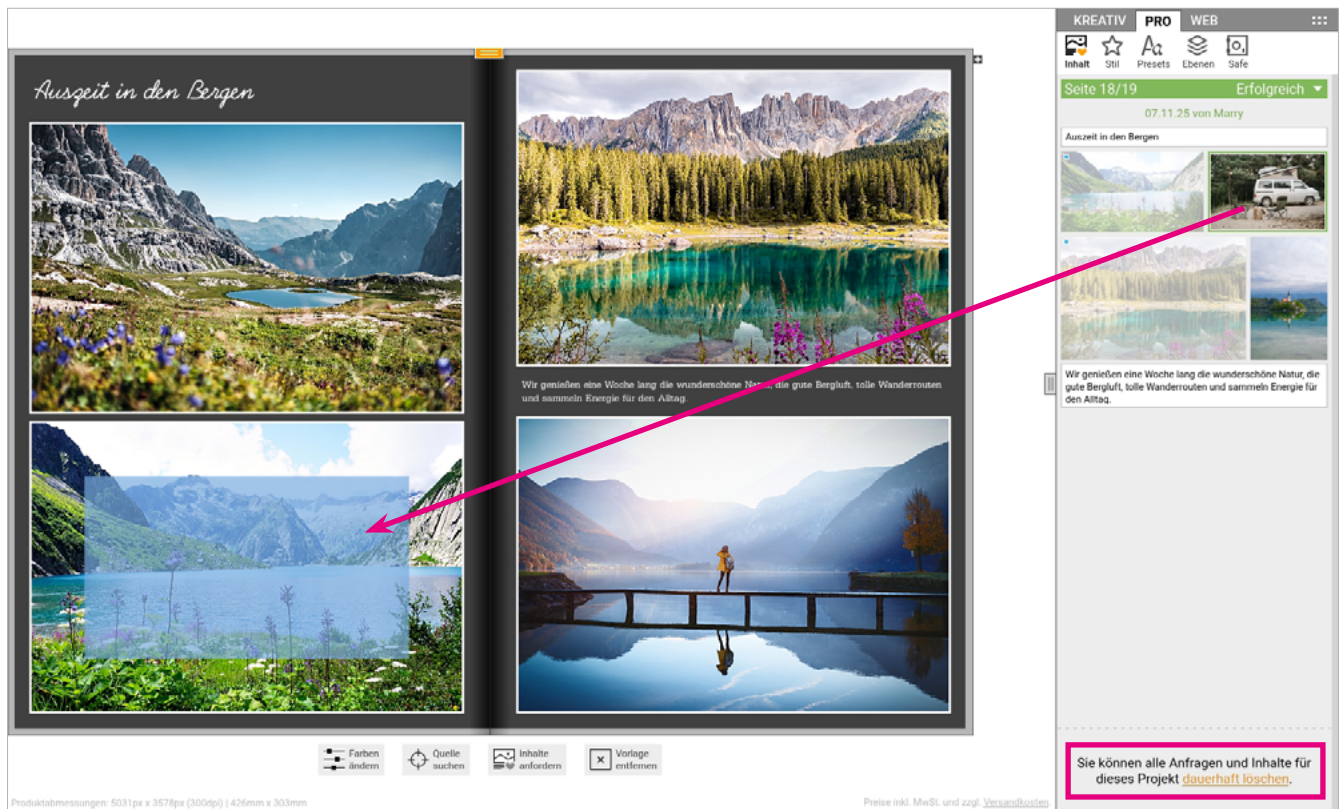 KREATIV PRO WEB
Inhalt Stil Presets Ebenen Safe
Seite 18/19 Erfolgreich
07.11.25 von Marry
Auszeit in den Bergen
Auszeit in den Bergen
Wir genießen eine Woche lang die wunderschöne Natur, die gute Bergluft, tolle Wanderrouten
und sammeln Energie für den Alltag.
Wir genießen eine Woche lang die wunderschöne Natur, die
gute Bergluft, tolle Wanderrouten und sammeln Energie für
den Alltag.
Farben
ändern
Quelle
suchen
Inhalte
anfordern
Vorlage
entfernen
Sie können alle Anfragen und Inhalte für
dieses Projekt dauerhaft löschen.
Produktabmessungen: 5031px x 3578px (300dpi) | 426mm x 303mm
Preise inkl. MwSt. und zzgl. Versandkosten.